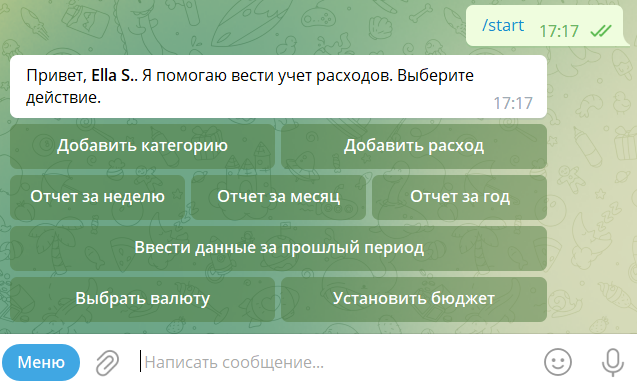 /start 17:17
Привет, Ella S.. Я помогаю вести учет расходов. Выберите
действие.
17:17
Добавить категорию Добавить расход
Отчет за неделю Отчет за месяц Отчет за год
Ввести данные за прошлый период
Выбрать валюту Установить бюджет
Меню Написать сообщение...